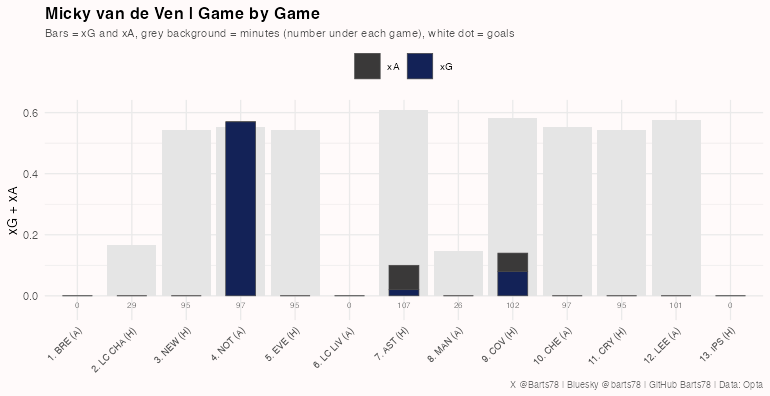 Micky van de Ven | Game by Game
Bars = xG and xA, grey background = minutes (number under each game), white dot = goals
xA xG
xG + xA
0.6
0.4
0.2
0.0
0 29 95 97 95 0 107 26 102 97 95 101 0
1. BRE (A)
2. LC CHA (H)
3. NEW (H)
4. NOT (A)
5. EVE (H)
6. LC LIV (A)
7. AST (H)
8. MAN (A)
9. COV (H)
10. CHE (A)
11. CRY (H)
12. LEE (A)
13. IPS (H)
X @Barts78 | Bluesky @barts78 | GitHub Barts78 | Data: Opta